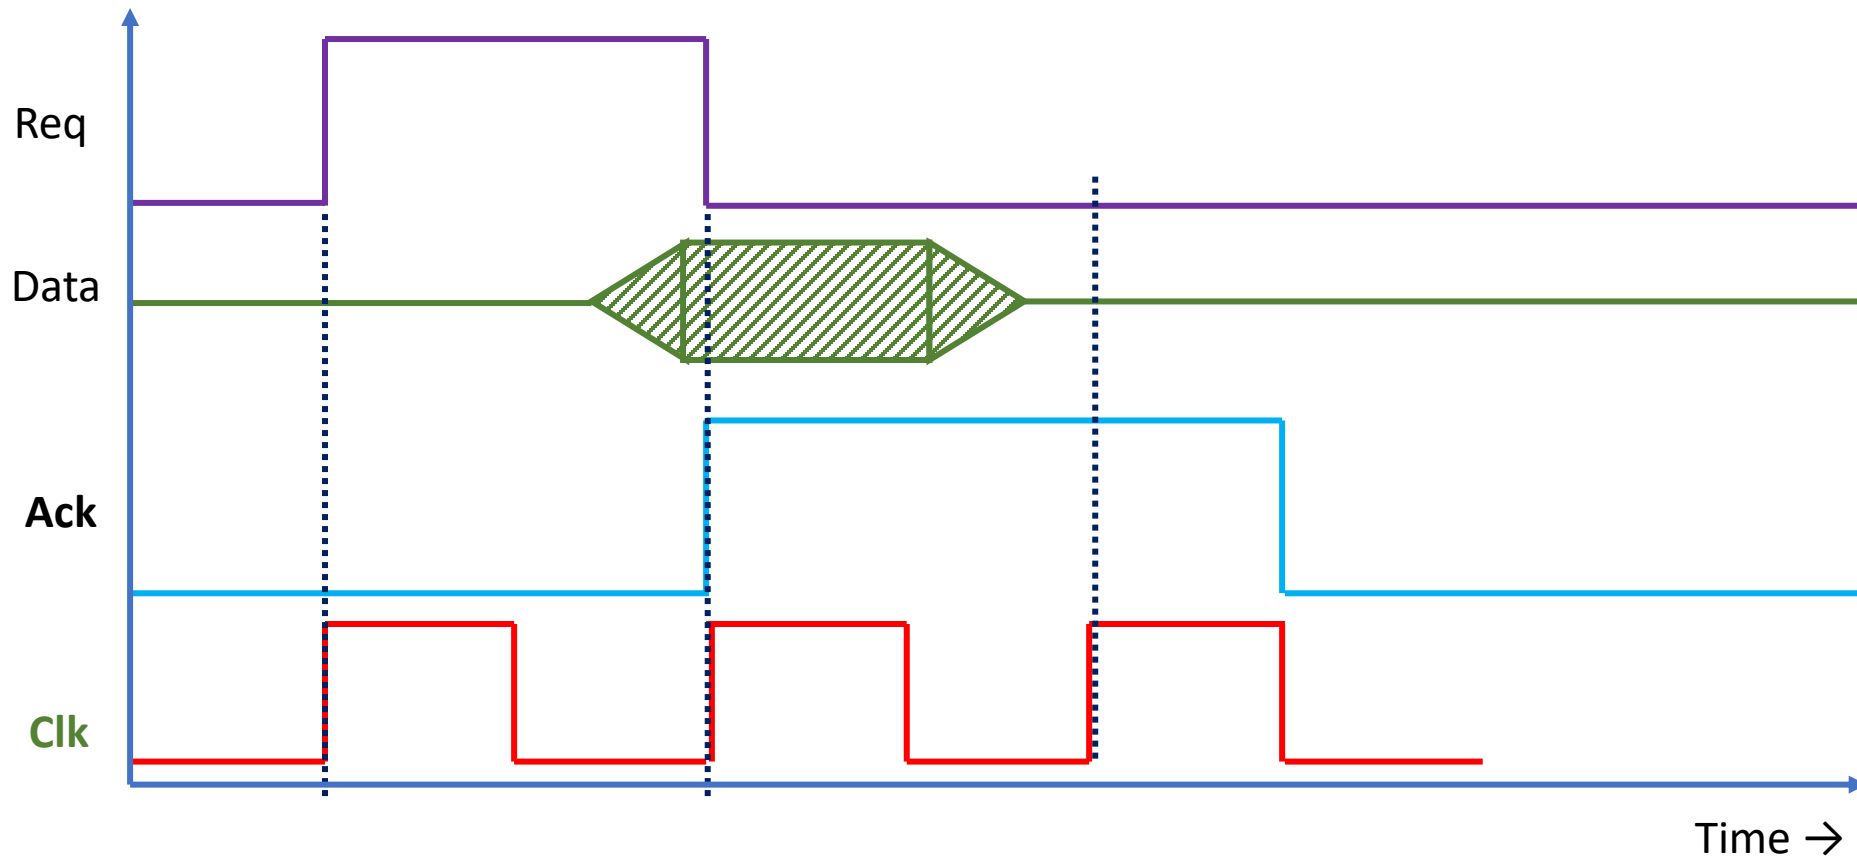 Req
Data
Ack
Clk
Time →